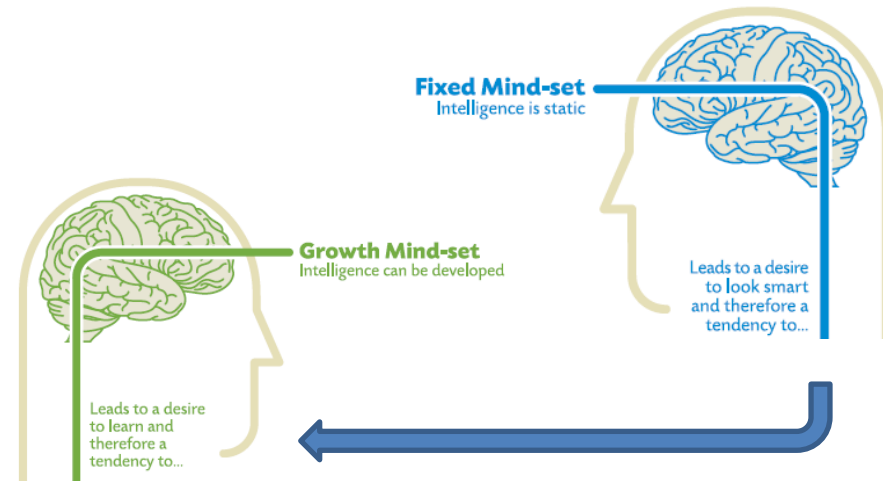 Fixed Mind-set
Intelligence is static
Growth Mind-set
Intelligence can be developed
Leads to a desire
to look smart
and therefore a
tendency to...
Leads to a desire
to learn and
therefore a
tendency to...